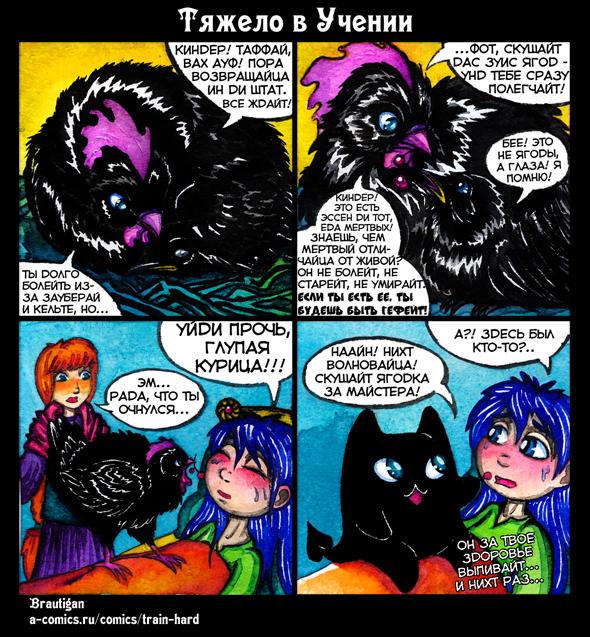 Тяжело в Учении
КИНДЕР! ТАФФАЙ,
ВАХ АУФ! ПОРА
ВОЗВРАЩАЙЦА
ИН ДИ ШТАТ.
ВСЕ ЖДАЙТ!
ТЫ DОЛГО
БОЛЕЙТЬ ИЗ-
ЗА ЗАУБЕРАЙ
И КЕЛЬТЕ, НО...
...ФОТ, СКУШАЙТ
DАС ЗУИС ЯГОD -
УНD ТЕБЕ СРАЗУ
ПОЛЕГЧАЙТ!
БЕЕ! ЭТО
НЕ ЯГОDЫ,
А ГЛАЗА! Я
ПОМНЮ!
КИНDЕР!
ЭТО ЕСТЬ
ЭССЕН DИ ТОТ,
ЕDА МЕРТВЫХ!
ЗНАЕШЬ, ЧЕМ
МЕРТВЫЙ ОТЛИ-
ЧАЙЦА ОТ ЖИВОЙ?
ОН НЕ БОЛЕЙТ, НЕ
СТАРЕЙТ, НЕ УМИРАЙТ.
ЕСЛИ ТЫ ЕСТЬ ЕЕ, ТЫ
БУDЕШЬ БЫТЬ ГЕФЕЙТ!
УЙDИ ПРОЧЬ,
ГЛУПАЯ
КУРИЦА!!!
ЭМ...
РАDА, ЧТО ТЫ
ОЧНУЛСЯ...
А?! ЗDЕСЬ БЫЛ
КТО-ТО?..
НААЙН! НИХТ
ВОЛНОВАЙЦА!
СКУШАЙТ ЯГОDКА
ЗА МАЙСТЕРА!
ОН ЗА ТВОЕ
ЗDОРОВЬЕ
ВЫПИВАЙТ...
И НИХТ РАЗ...
Brautigan
a-comics.ru/comics/train-hard